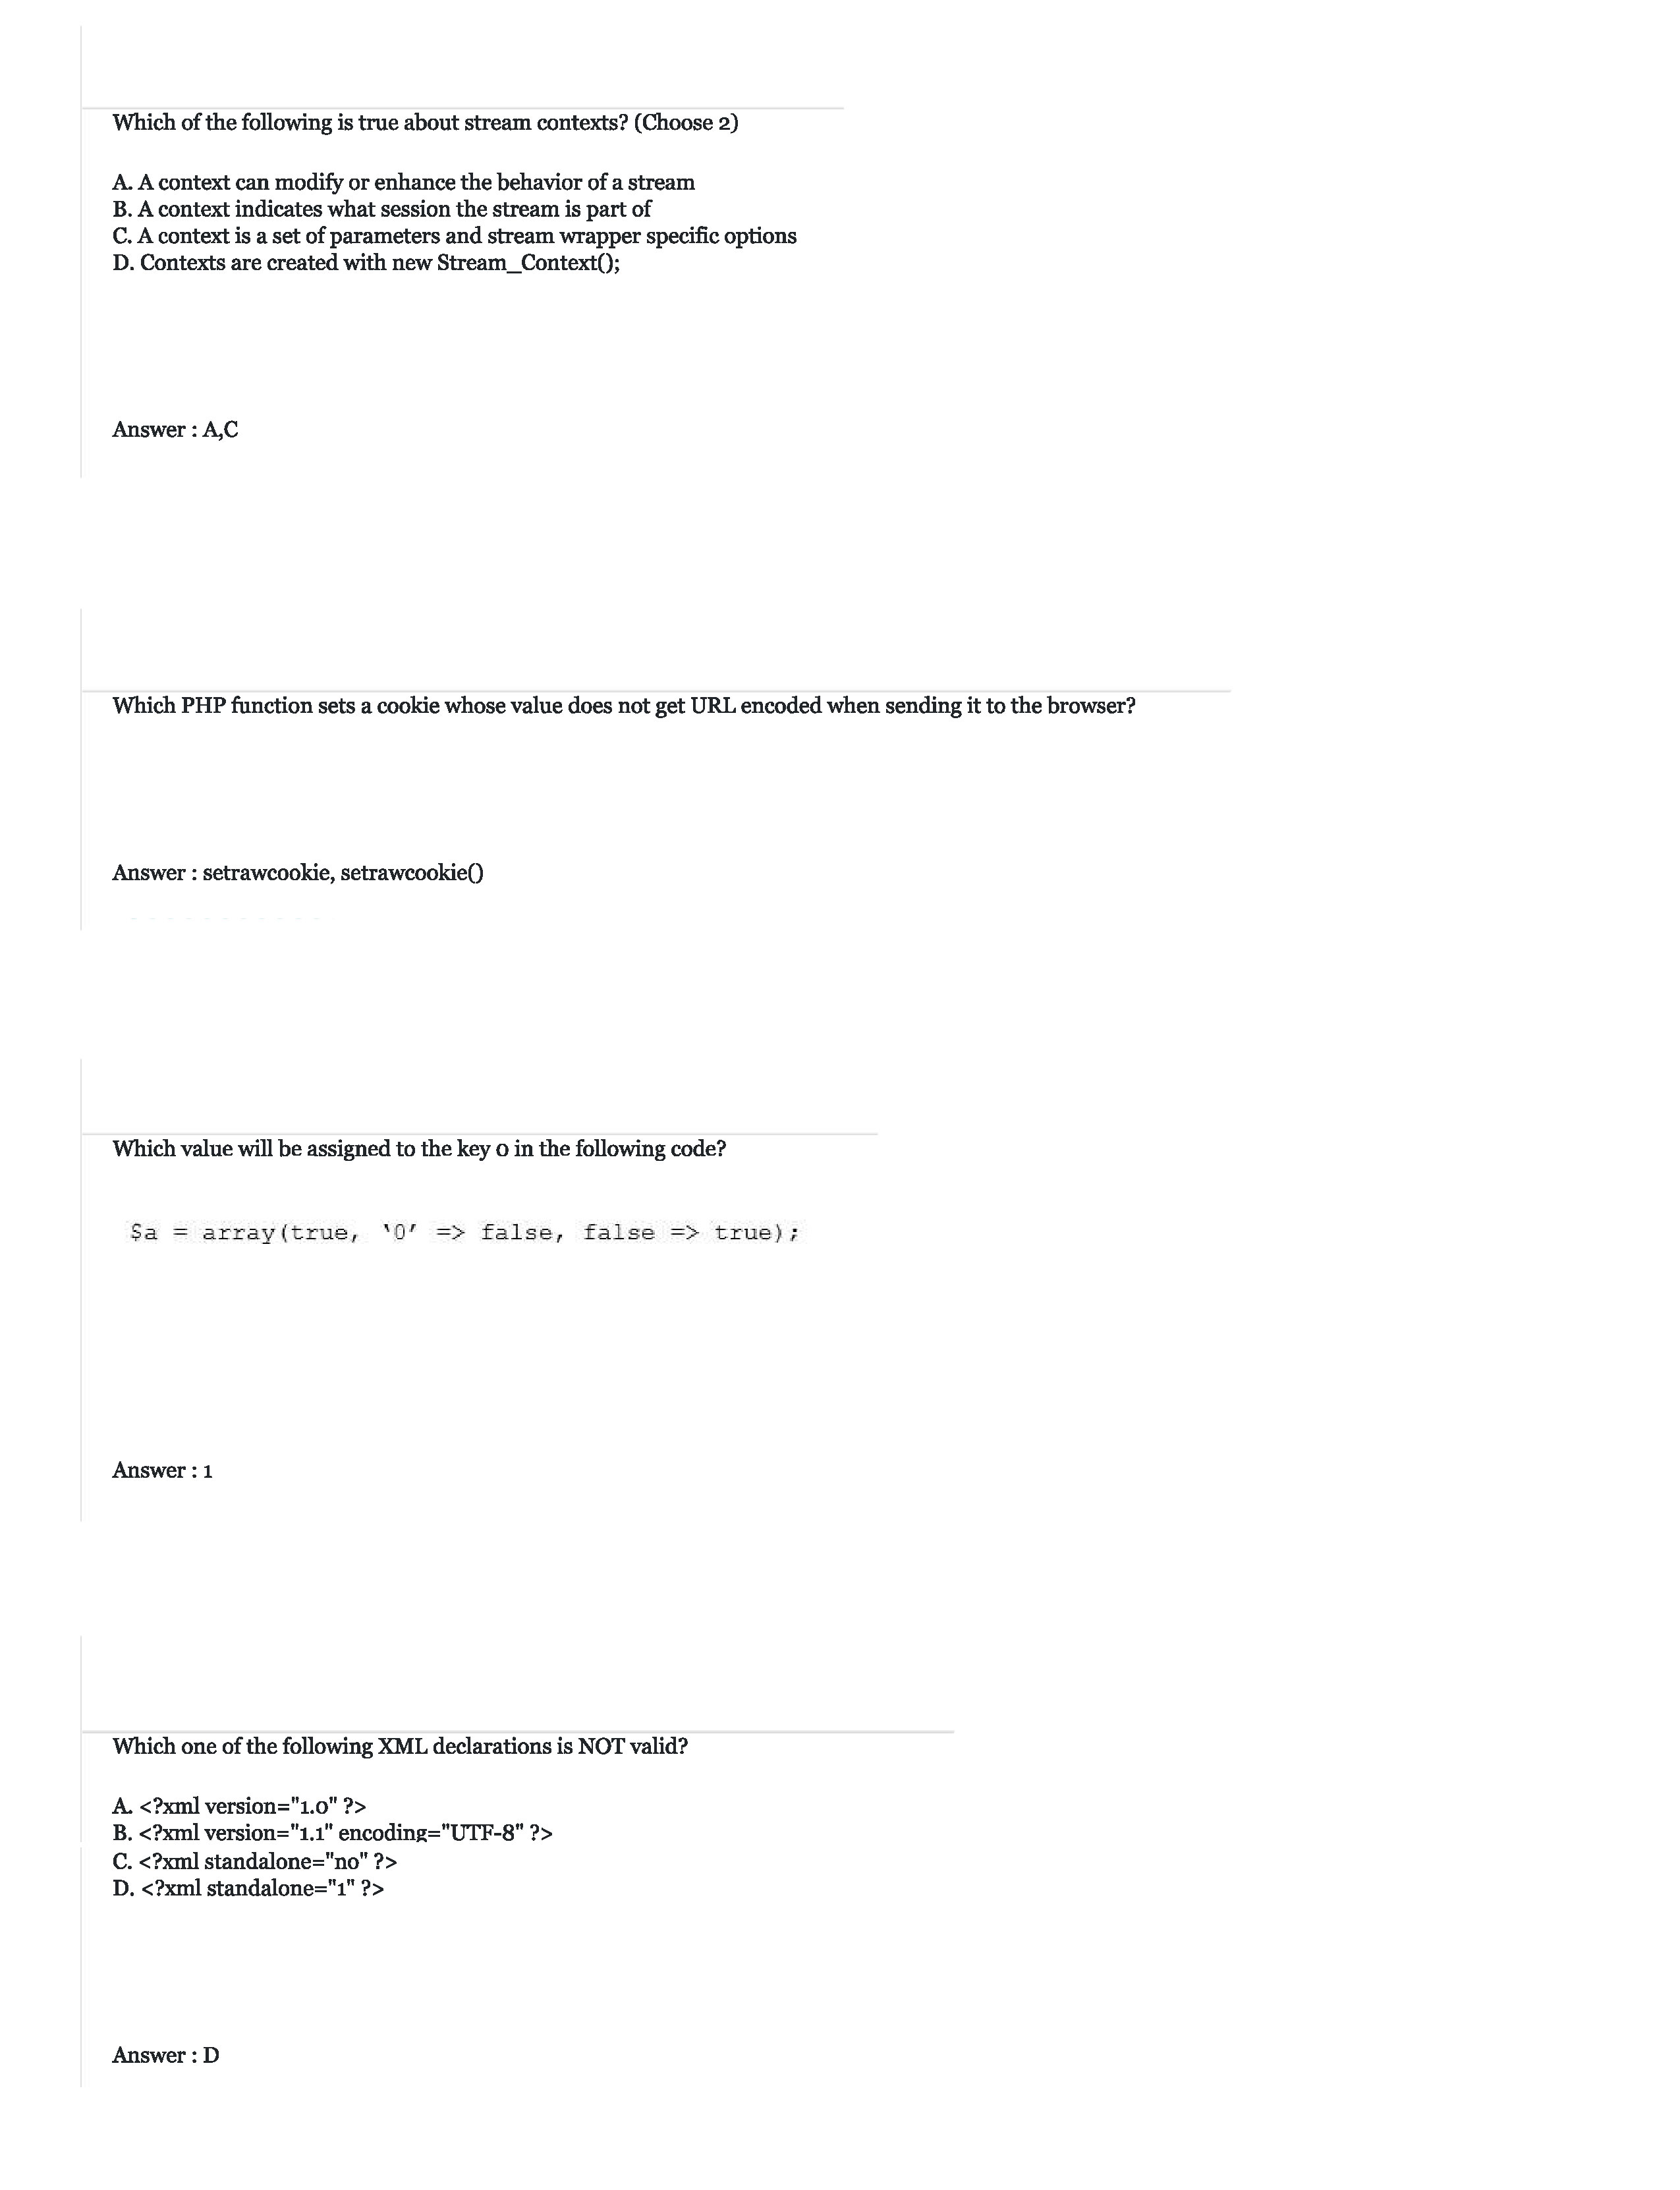 Which of the following is true about stream contexts? (Choose 2)
A. A context can modify or enhance the behavior of a stream
B. A context indicates what session the stream is part of
C. A context is a set of parameters and stream wrapper specific options
D. Contexts are created with new Stream_Context();
Answer : A,C
Which PHP function sets a cookie whose value does not get URL encoded when sending it to the browser?
Answer : setrawcookie, setrawcookie()
Which value will be assigned to the key 0 in the following code?
$a = array(true, ‘0’ => false, false => true);
Answer : 1
Which one of the following XML declarations is NOT valid?
A. <?xml version="1.0" ?>
B. <?xml version="1.1" encoding="UTF-8" ?>
C. <?xml standalone="no" ?>
D. <?xml standalone="1" ?>
Answer : D